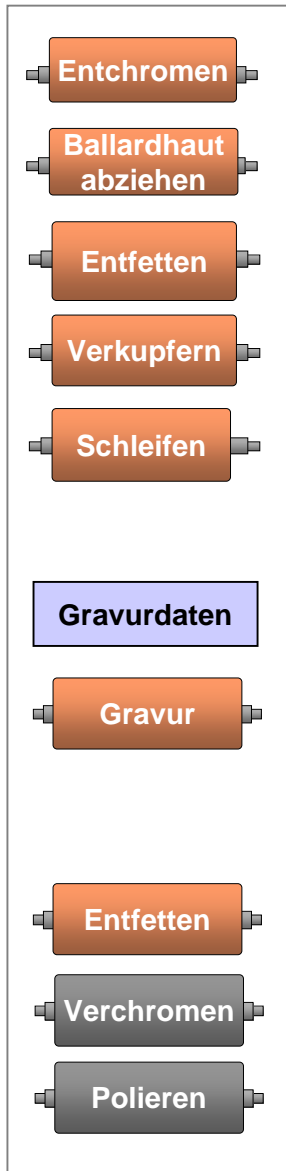 Entchromen
Ballardhaut
abziehen
Entfetten
Verkupfern
Schleifen
Gravurdaten
Gravur
Entfetten
Verchromen
Polieren